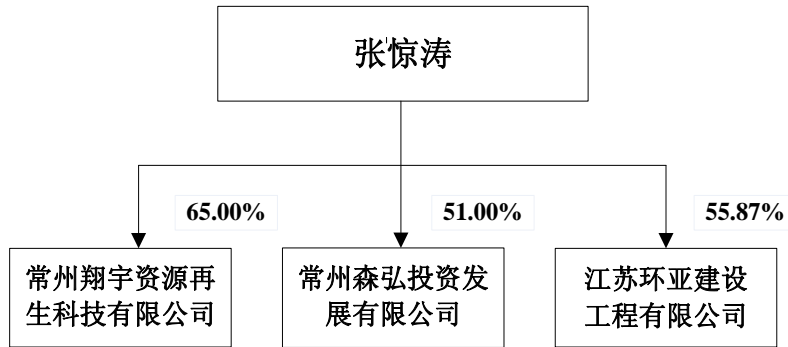 张惊涛
65.00%
51.00%
55.87%
常州翔宇资源再
生科技有限公司
常州森弘投资发
展有限公司
江苏环亚建设
工程有限公司